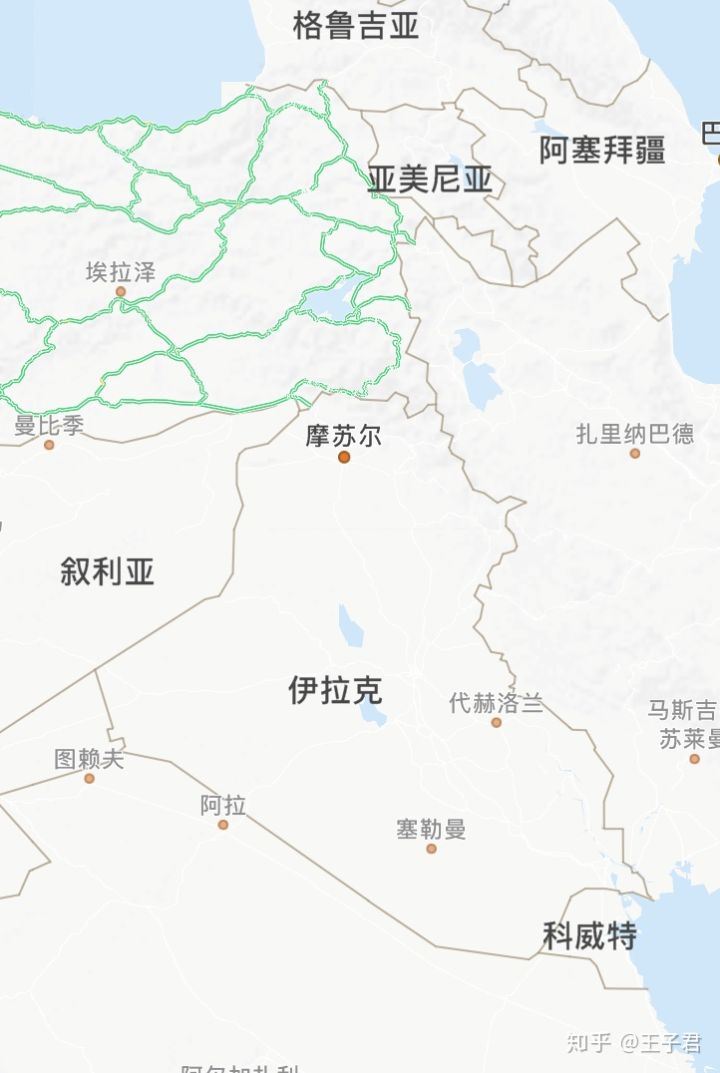 格鲁吉亚
阿塞拜疆
亚美尼亚
埃拉泽
曼比季
摩苏尔
扎里纳巴德
叙利亚
伊拉克
代赫洛兰
马斯吉
苏莱曼
图赖夫
阿拉
塞勒曼
科威特
知乎 @王子君